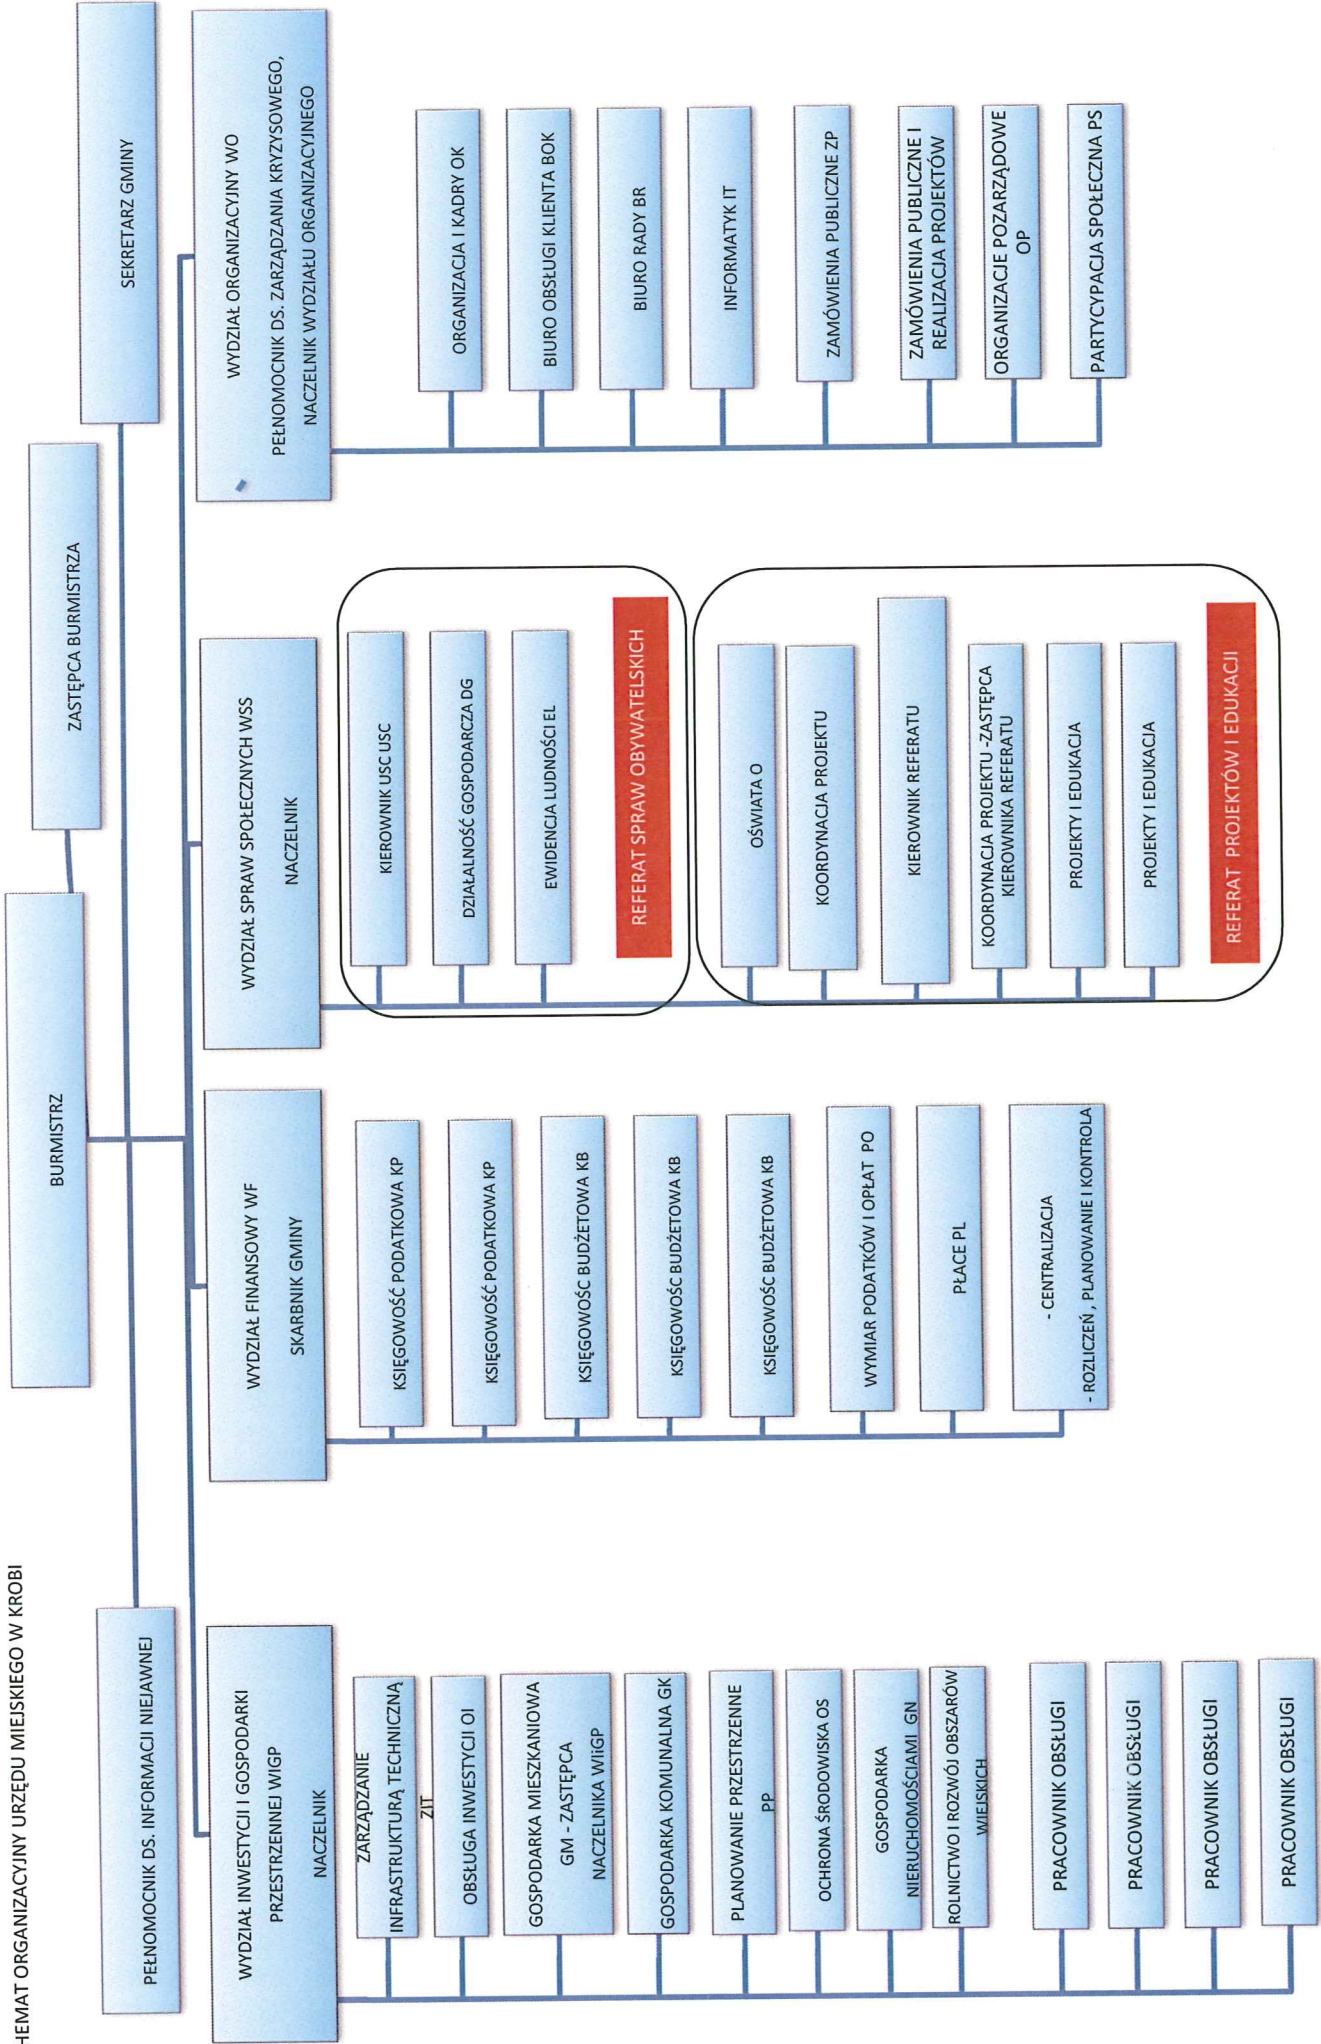 HEMAT ORGANIZACYJNY URZĘDU MIEJSKIEGO W KROBI
BURMISTRZ
ZASTĘPCA BURMISTRZA
PEŁNOMOCNIK DS. INFORMACJI NIEJAWNEJ
SEKRETARZ GMINY
WYDZIAŁ INWESTYCJI I GOSPODARKI
PRZESTRZENNEJ WIGP
NACZELNIK
ZARZĄDZANIE
INFRASTRUKTURĄ TECHNICZNĄ
ZIT
OBSŁUGA INWESTYCJI OI
GOSPODARKA MIESZKANIOWA
GM - ZASTĘPCA
NACZELNIKA WIiGP
GOSPODARKA KOMUNALNA GK
PLANOWANIE PRZESTRZENNE
PP
OCHRONA ŚRODOWISKA OS
GOSPODARKA
NIERUCHOMOŚCIAMI GN
ROLNICTWO I ROZWÓJ OBSZARÓW
WIEJSKICH
PRACOWNIK OBSŁUGI
PRACOWNIK OBSŁUGI
PRACOWNIK OBSŁUGI
PRACOWNIK OBSŁUGI
WYDZIAŁ FINANSOWY WF
SKARBNIK GMINY
KSIĘGOWOŚĆ PODATKOWA KP
KSIĘGOWOŚĆ PODATKOWA KP
KSIĘGOWOŚC BUDŻETOWA KB
KSIĘGOWOŚC BUDŻETOWA KB
KSIĘGOWOŚC BUDŻETOWA KB
WYMIAR PODATKÓW I OPŁAT PO
PŁACE PL
- CENTRALIZACJA
- ROZLICZEŃ , PLANOWANIE I KONTROLA
WYDZIAŁ SPRAW SPOŁECZNYCH WSS
NACZELNIK
KIEROWNIK USC
DZIAŁALNOŚĆ GOSPODARCZA DG
EWIDENCJA LUDNOŚCI EL
REFERAT SPRAW OBYWATELSKICH
OŚWIATA O
KOORDYNACJA PROJEKTU
KIEROWNIK REFERATU
KOORDYNACJA PROJEKTU -ZASTĘPCA
KIEROWNIKA REFERATU
PROJEKTY I EDUKACJA
PROJEKTY I EDUKACJA
REFERAT PROJEKTÓW I EDUKACJI
WYDZIAŁ ORGANIZACYJNY WO
PEŁNOMOCNIK DS. ZARZĄDZANIA KRYZYSOWEGO,
NACZELNIK WYDZIAŁU ORGANIZACYJNEGO
ORGANIZACJA I KADRY OK
BIURO OBSŁUGI KLIENTA BOK
BIURO RADY BR
INFORMATYK IT
ZAMÓWIENIA PUBLICZNE ZP
ZAMÓWIENIA PUBLICZNE I
REALIZACJA PROJEKTÓW
ORGANIZACJE POZARZĄDOWE
OP
PARTYCYPACJA SPOŁECZNA PS